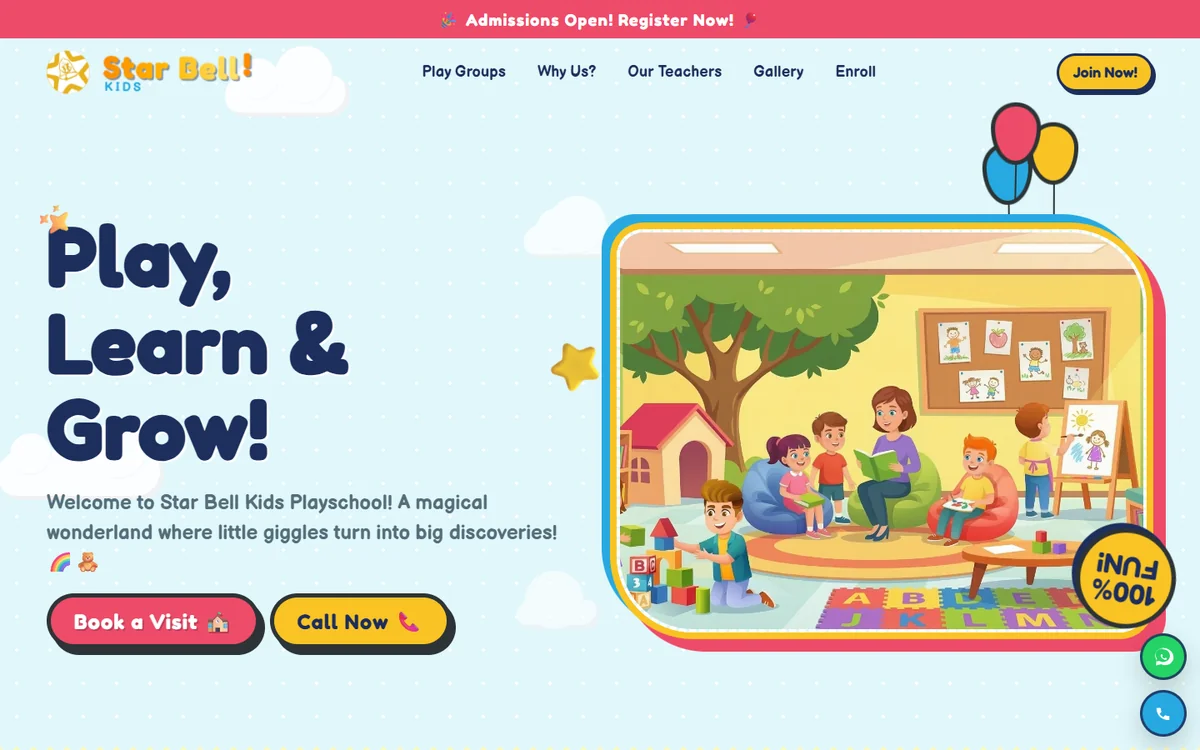 🎉 Admissions Open! Register Now! 🎈
Star Bell!
KIDS
Play Groups
Why Us?
Our Teachers
Gallery
Enroll
Join Now!
Play,
Learn &
Grow!
Welcome to Star Bell Kids Playschool! A magical
wonderland where little giggles turn into big discoveries!
🌈 🧸
Book a Visit 🏫
Call Now 📞
100%
FUN!
B
3
A
A B L E
J K L M